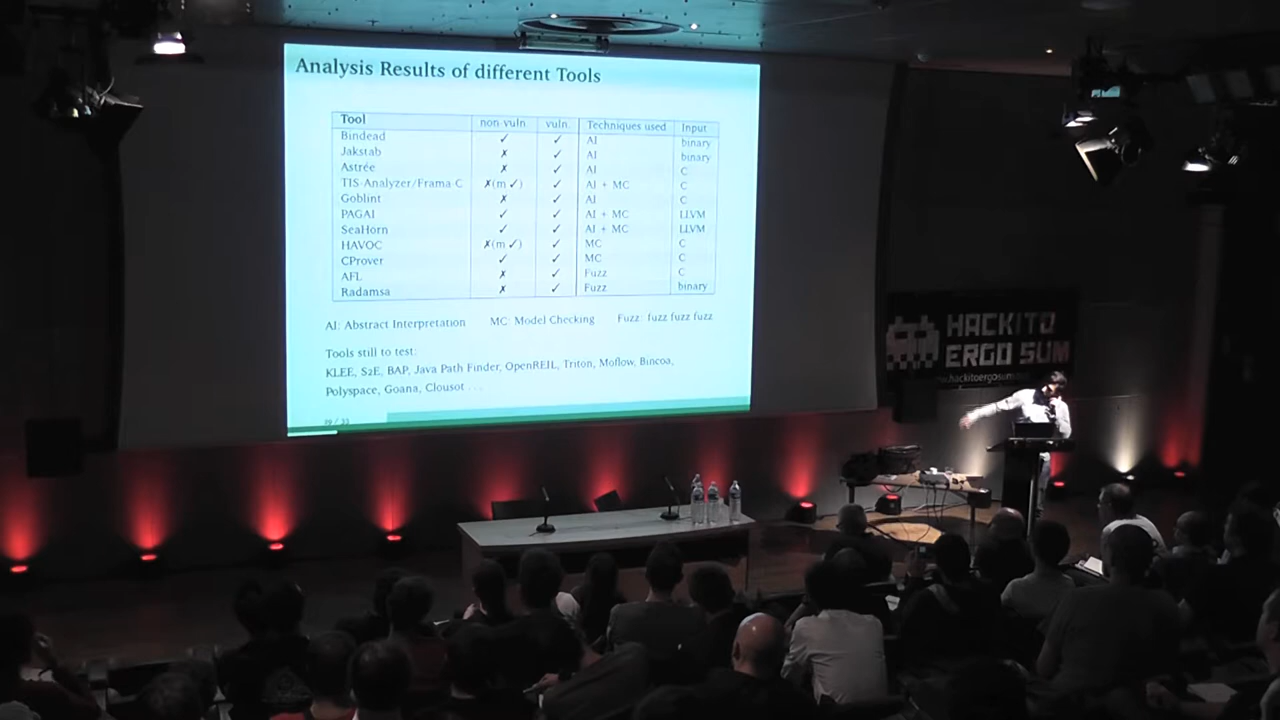 Analysis Results of different Tools
Tool non-vuln. vuln. Techniques used Input
Bindead ✓ ✓ AI binary
Jakstab ✗ ✓ AI binary
Astrée ✗ ✓ AI C
TIS-Analyzer/Frama-C ✗(m ✓) ✓ AI + MC C
Goblint ✗ ✓ AI C
PAGAI ✓ ✓ AI + MC LLVM
SeaHorn ✓ ✓ AI + MC LLVM
HAVOC ✗(m ✓) ✓ MC C
CProver ✓ ✓ MC C
AFL ✗ ✓ Fuzz C
Radamsa ✗ ✓ Fuzz binary
AI: Abstract Interpretation MC: Model Checking Fuzz: fuzz fuzz fuzz
Tools still to test:
KLEE, S2E, BAP, Java Path Finder, OpenREIL, Triton, Moflow, Bincoa,
Polyspace, Goana, Clousot . . .
HACKITO
ERGO SUM